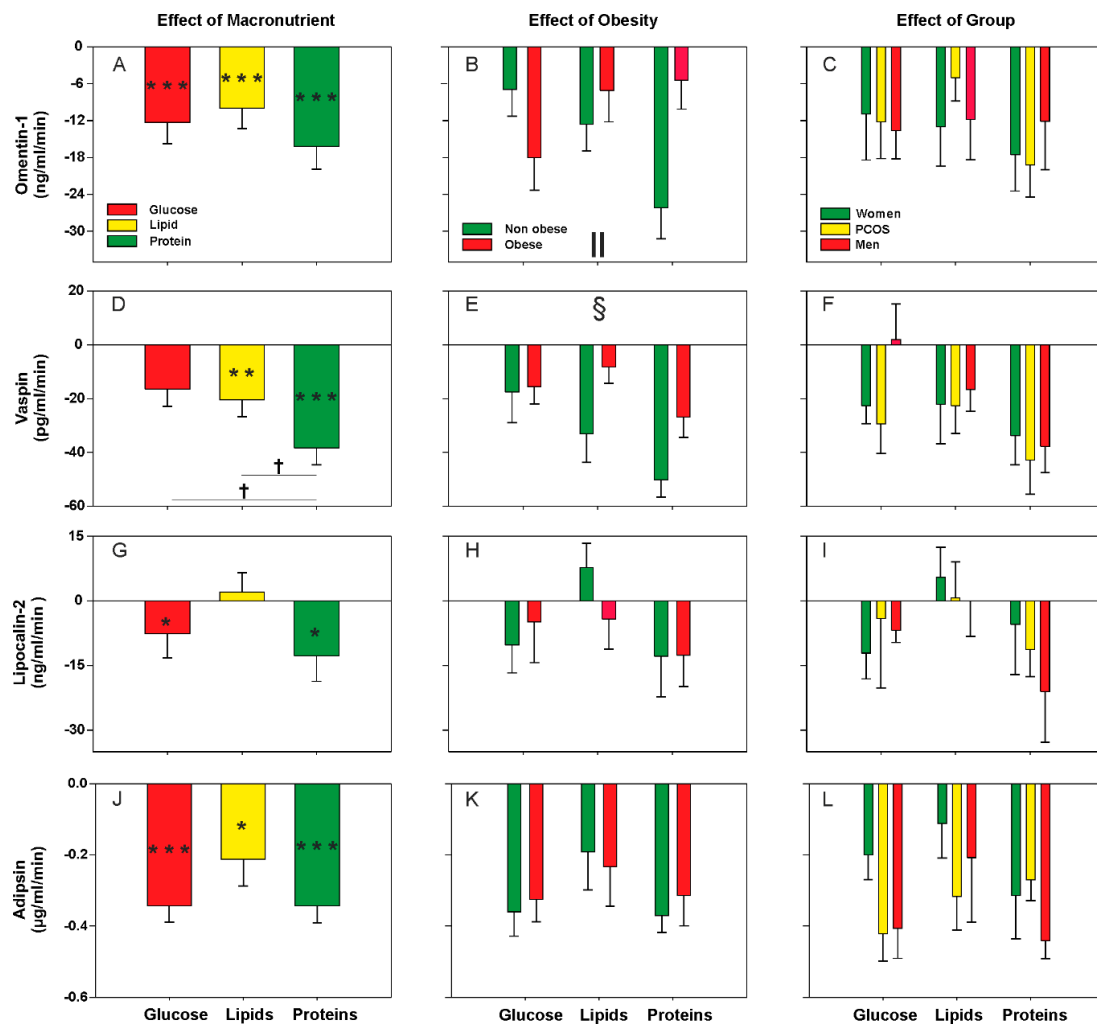 Effect of Macronutrient
Effect of Obesity
Effect of Group
Omentin-1
(ng/ml/min)
0
-6
-12
-18
-24
-30
A
* * *
* * *
* * *
Glucose
Lipid
Protein
B
Non obese
Obese
||
C
Women
PCOS
Men
Vaspin
(pg/ml/min)
20
0
-20
-40
-60
D
* *
* * *
†
†
E
§
F
Lipocalin-2
(ng/ml/min )
15
0
-15
-30
G
*
*
H
I
Adipsin
(µg/ml/min)
0.0
-0.2
-0.4
-0.6
J
* * *
*
* * *
K
L
Glucose Lipids Proteins
Glucose Lipids Proteins
Glucose Lipids Proteins